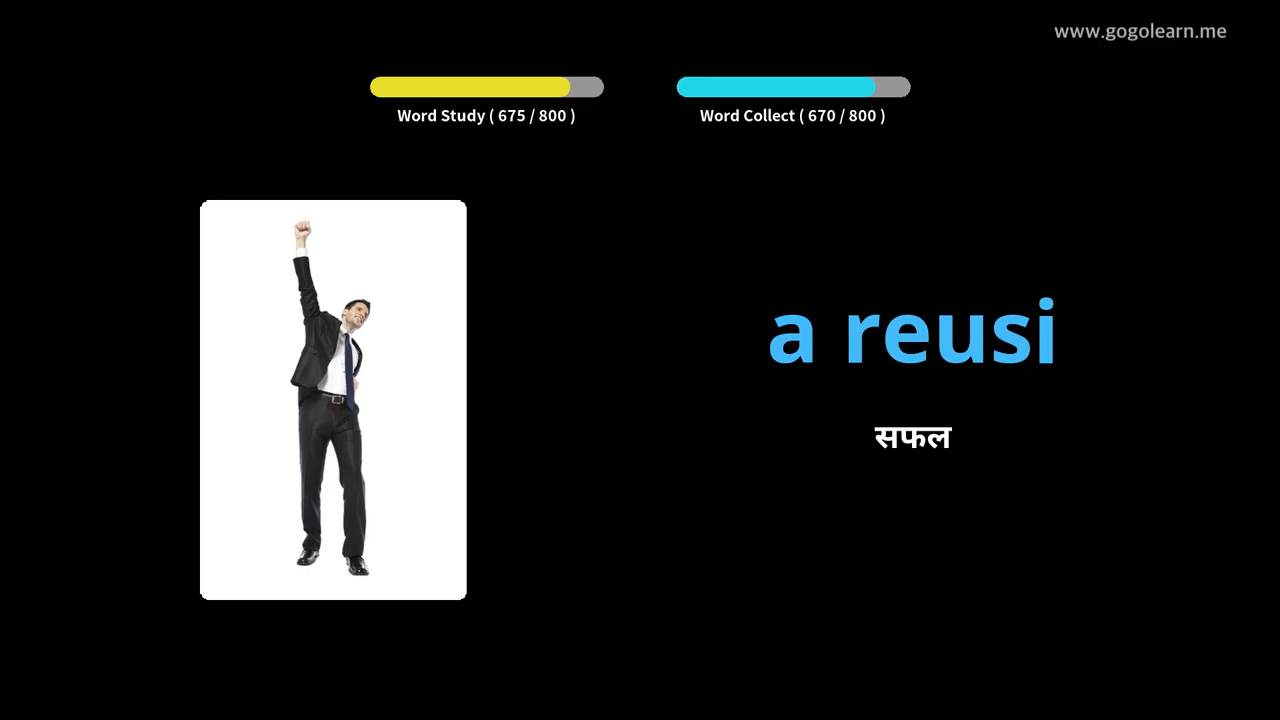 www.gogolearn.me
Word Study ( 675 / 800 )
Word Collect ( 670 / 800 )
a reusi
सफल